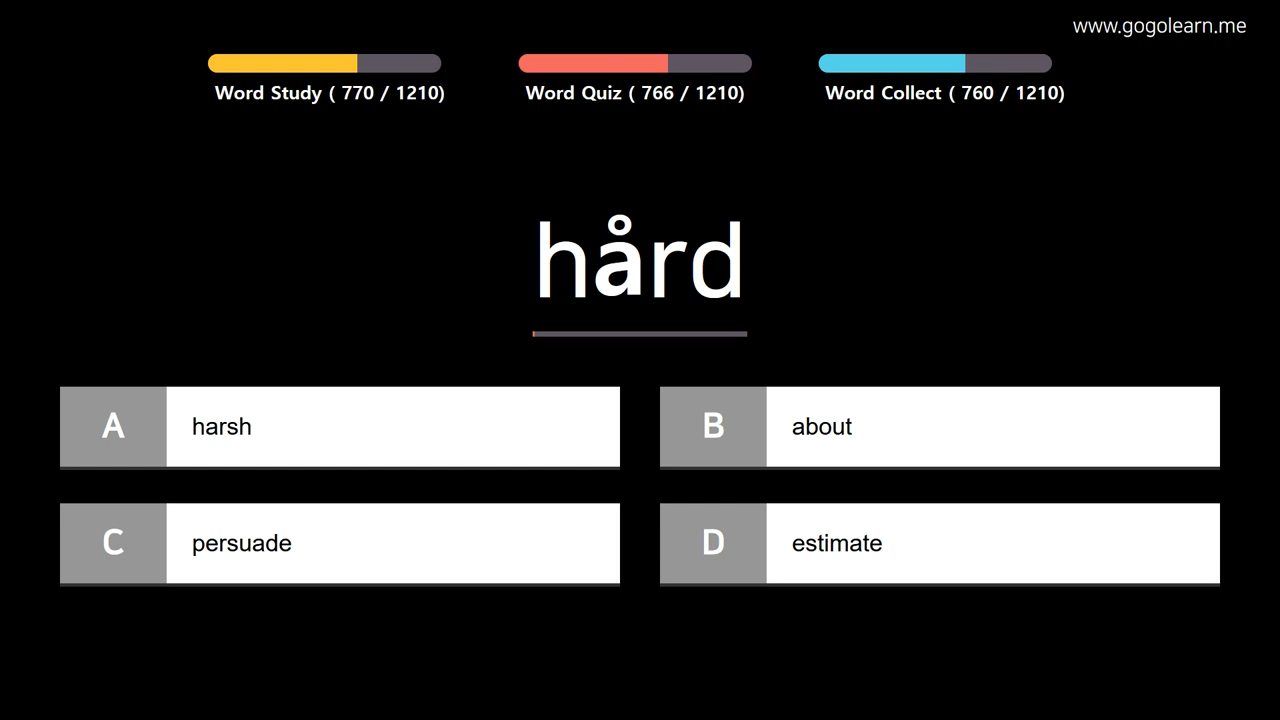 www.gogolearn.me
Word Study ( 770 / 1210)
Word Quiz ( 766 / 1210)
Word Collect ( 760 / 1210)
hård
A harsh
B about
C persuade
D estimate